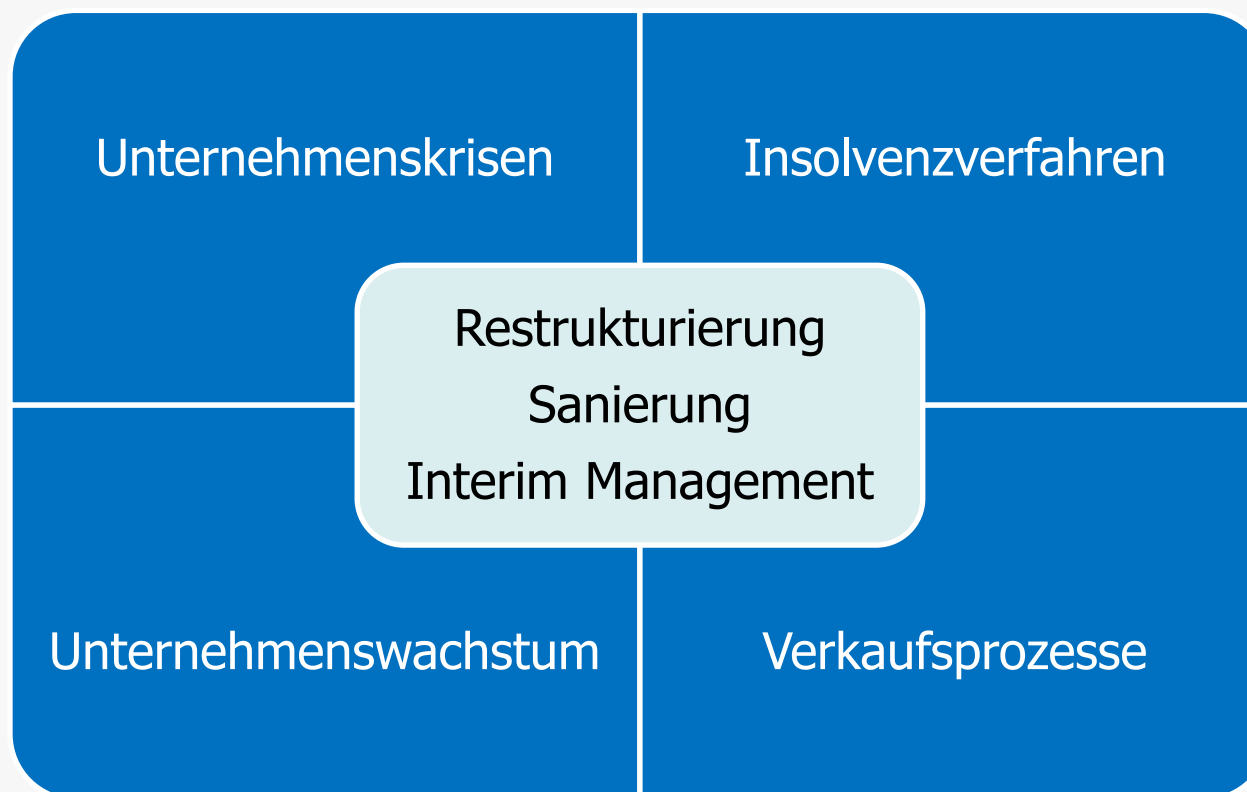 Unternehmenskrisen
Insolvenzverfahren
Restrukturierung
Sanierung
Interim Management
Unternehmenswachstum
Verkaufsprozesse